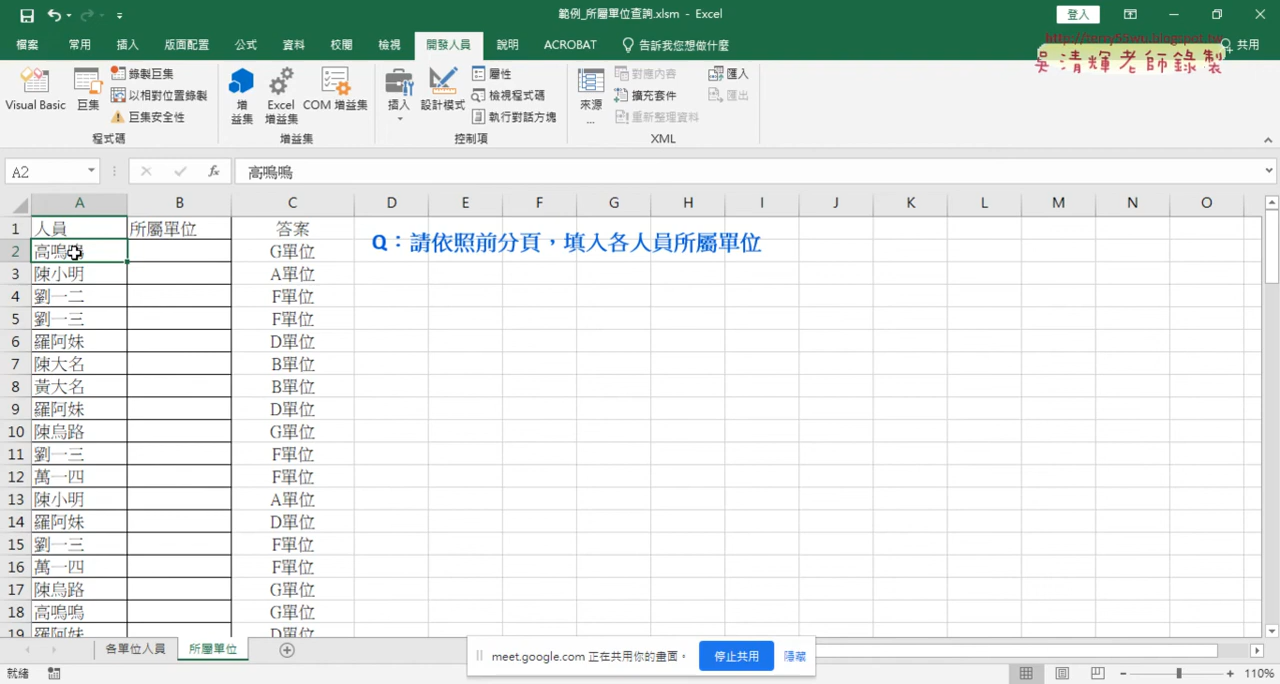 範例_所屬單位查詢.xlsm - Excel
登入
檔案 常用 插入 版面配置 公式 資料 校閱 檢視 開發人員 說明 ACROBAT 告訴我您想做什麼 共用
http://terry55wu.blogspot.tw
吳清輝老師錄製
Visual Basic 巨集 錄製巨集 以相對位置錄製 巨集安全性
增益集 Excel 增益集 COM 增益集
插入 設計模式 屬性 檢視程式碼 執行對話方塊
來源... 對應內容 擴充套件 重新整理資料 匯入 匯出
程式碼 增益集 控制項 XML
A2 fx 高鳴鳴
A B C D E F G H I J K L M N O
1 人員 所屬單位 答案
Q：請依照前分頁，填入各人員所屬單位
2 高鳴鳴 G單位
3 陳小明 A單位
4 劉一二 F單位
5 劉一三 F單位
6 羅阿妹 D單位
7 陳大名 B單位
8 黃大名 B單位
9 羅阿妹 D單位
10 陳烏路 G單位
11 劉一三 F單位
12 萬一四 F單位
13 陳小明 A單位
14 羅阿妹 D單位
15 劉一三 F單位
16 萬一四 F單位
17 陳烏路 G單位
18 高鳴鳴 G單位
19 羅阿妹 D單位
各單位人員 所屬單位
meet.google.com 正在共用你的畫面。 停止共用 隱藏
就緒 110%